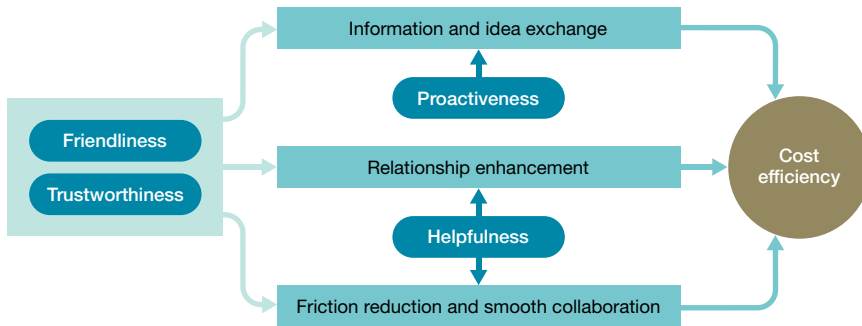 Information and idea exchange
Proactiveness
Friendliness
Trustworthiness
Relationship enhancement
Cost
efficiency
Helpfulness
Friction reduction and smooth collaboration